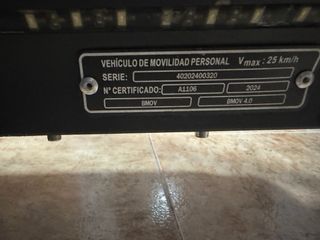 VEHÍCULO DE MOVILIDAD PERSONAL Vmax: 25 km/h
SERIE: 40202400320
Nº CERTIFICADO: A1106 2024
BMOV BMOV 4.0